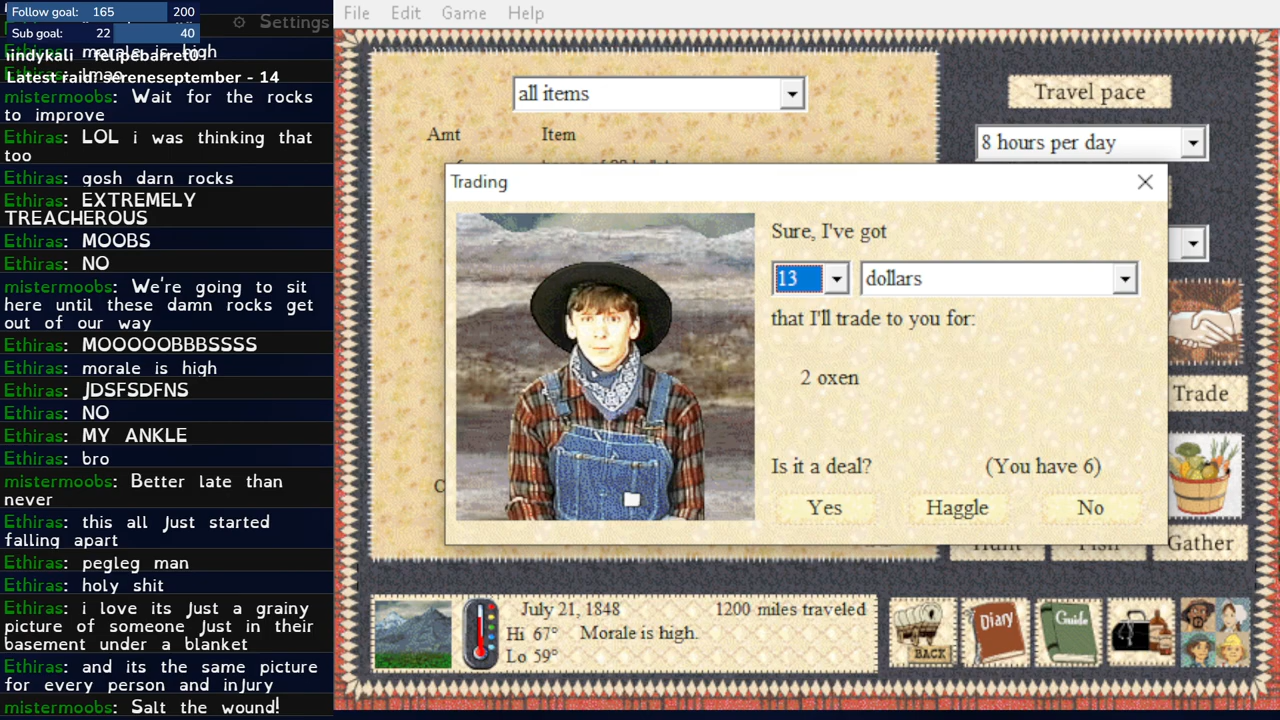 Follow goal: 165 200
Sub goal: 22 40
Settings
Ethiras: morale is high
iindykali felipebarret0
Ethiras: lmao
Latest raid: mereneseptember - 14
mistermoobs: Wait for the rocks
to improve
Ethiras: LOL i was thinking that
too
Ethiras: gosh darn rocks
Ethiras: EXTREMELY
TREACHEROUS
Ethiras: MOOBS
Ethiras: NO
mistermoobs: We're going to sit
here until these damn rocks get
out of our way
Ethiras: MOOOOOBBBSSSS
Ethiras: morale is high
Ethiras: JDSFSDFNS
Ethiras: NO
Ethiras: MY ANKLE
Ethiras: bro
mistermoobs: Better late than
never
Ethiras: this all Just started
falling apart
Ethiras: pegleg man
Ethiras: holy shit
Ethiras: i love its Just a grainy
picture of someone Just in their
basement under a blanket
Ethiras: and its the same picture
for every person and inJury
mistermoobs: Salt the wound!
File Edit Game Help
all items
Amt Item
Travel pace
8 hours per day
Trading
Sure, I've got
13 dollars
that I'll trade to you for:
2 oxen
Is it a deal? (You have 6)
Yes Haggle No
Trade
Hunt Fish Gather
July 21, 1848 1200 miles traveled
Hi 67° Morale is high.
Lo 59°
BACK
Diary
Guide